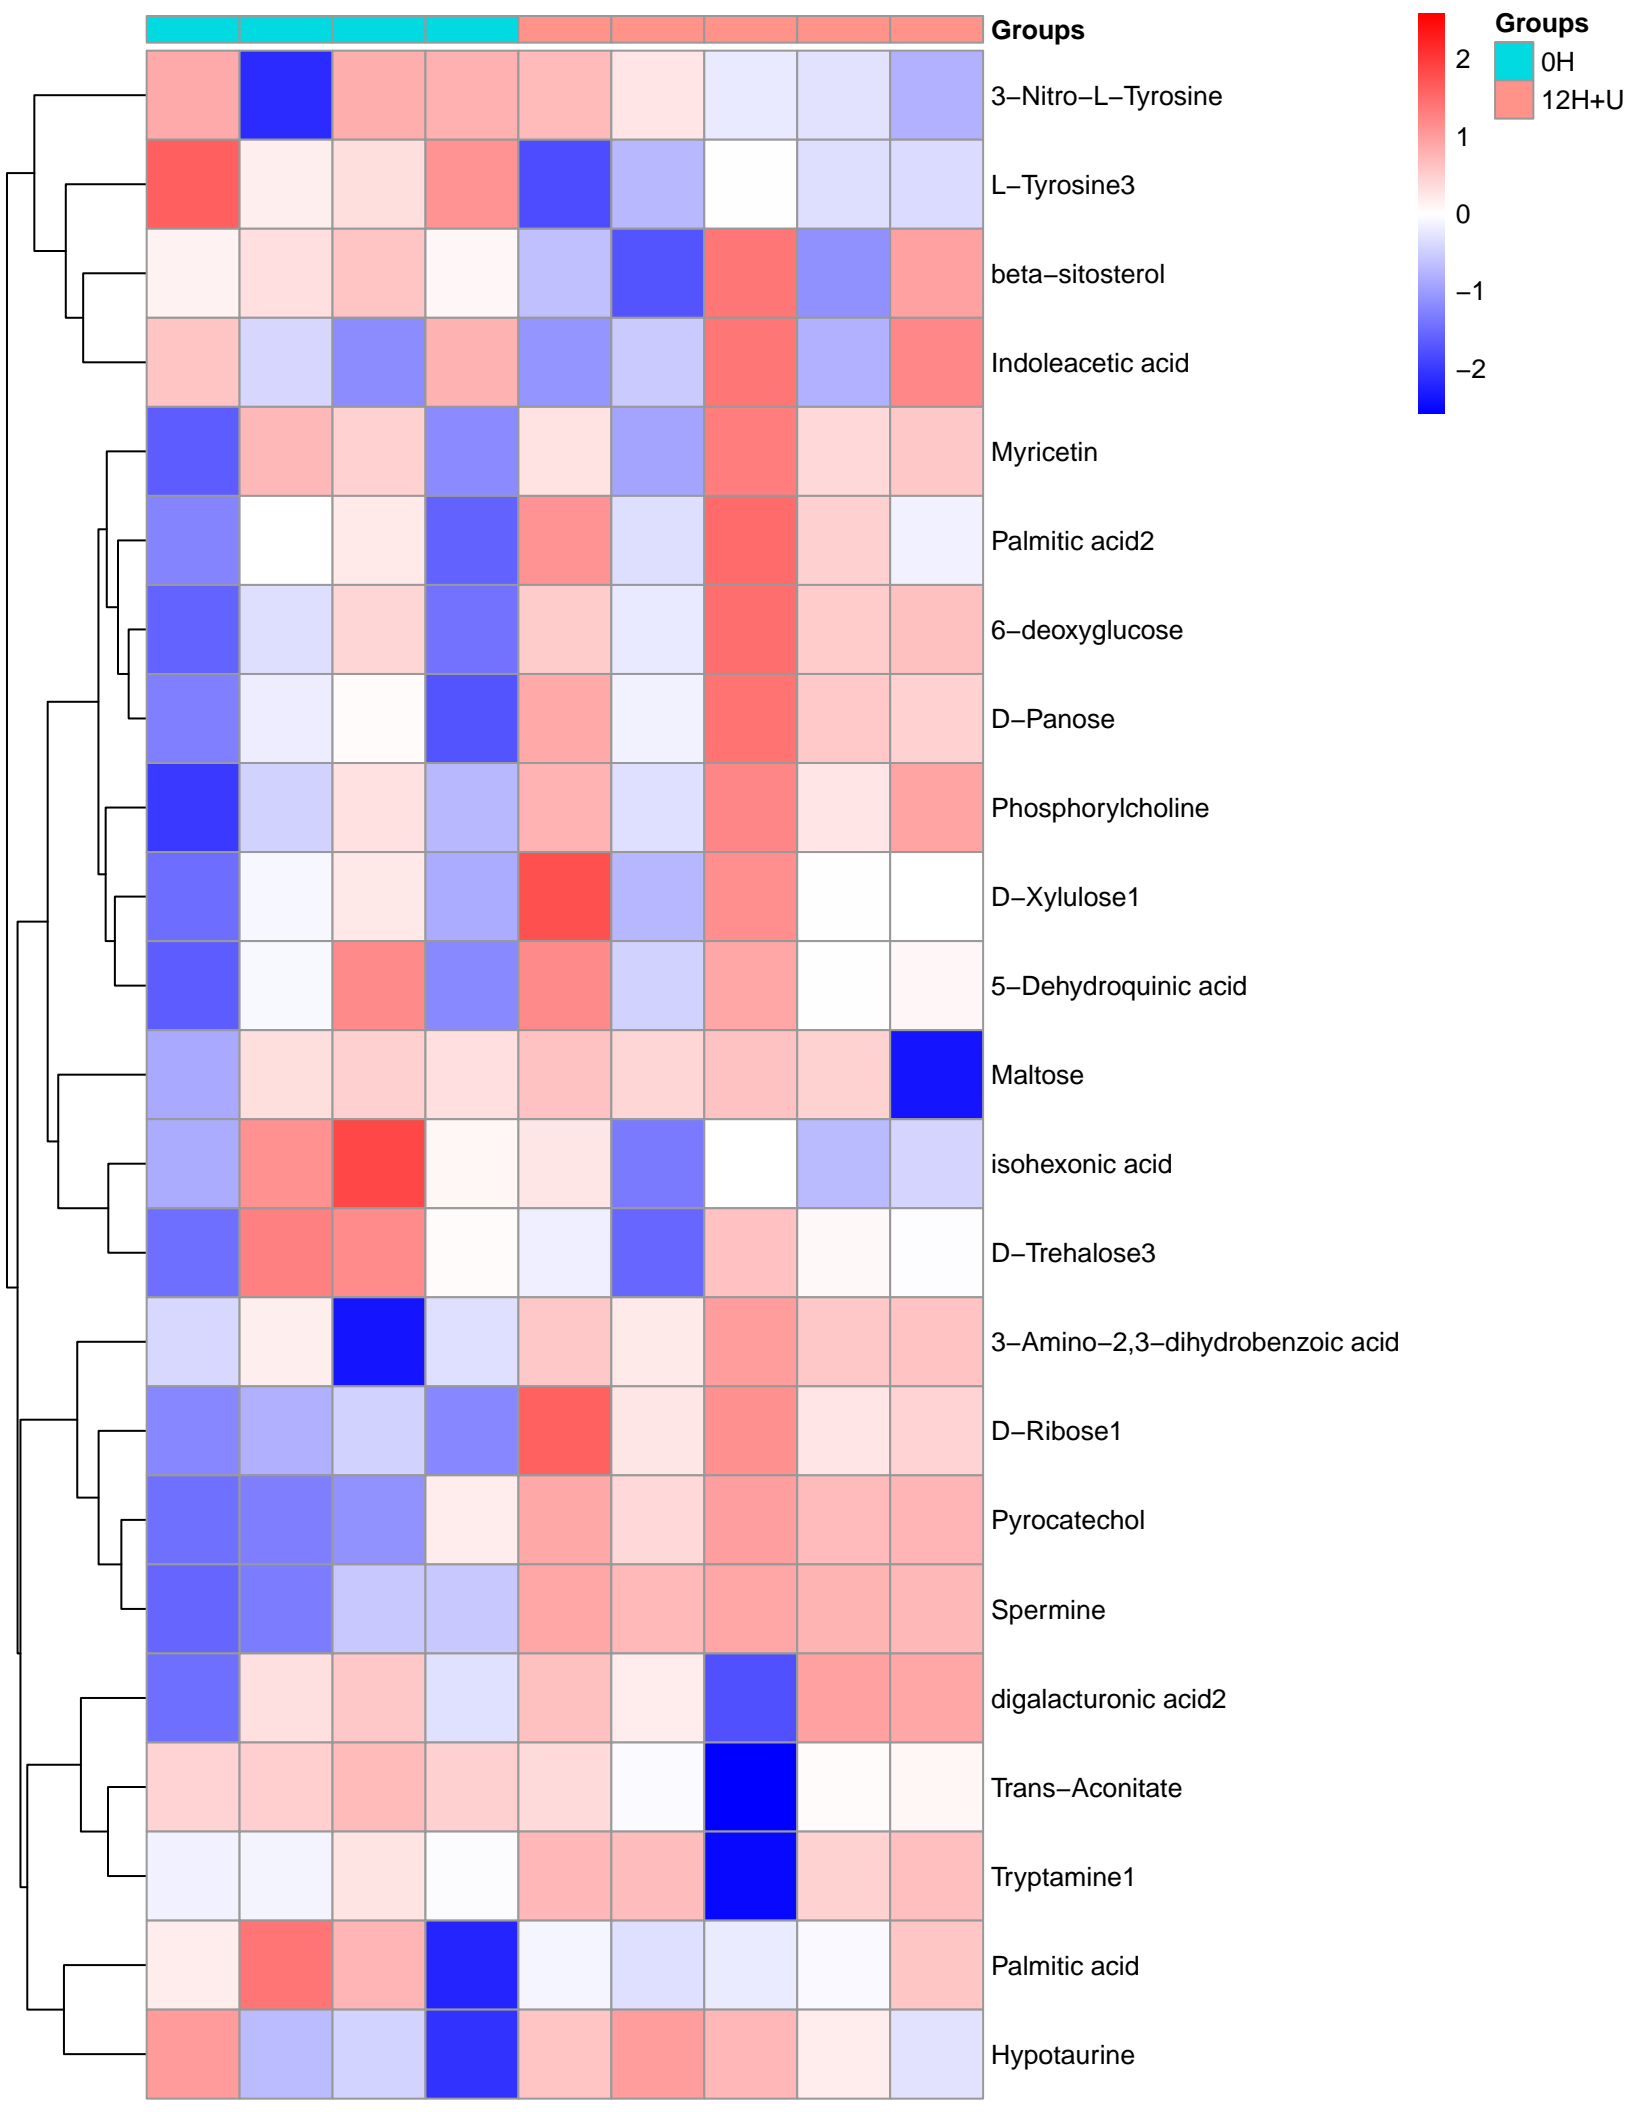 Groups
3−Nitro−L−Tyrosine
L−Tyrosine3
beta−sitosterol
Indoleacetic acid
Myricetin
Palmitic acid2
6−deoxyglucose
D−Panose
Phosphorylcholine
D−Xylulose1
5−Dehydroquinic acid
Maltose
isohexonic acid
D−Trehalose3
3−Amino−2,3−dihydrobenzoic acid
D−Ribose1
Pyrocatechol
Spermine
digalacturonic acid2
Trans−Aconitate
Tryptamine1
Palmitic acid
Hypotaurine
2
1
0
−1
−2
Groups
0H
12H+U